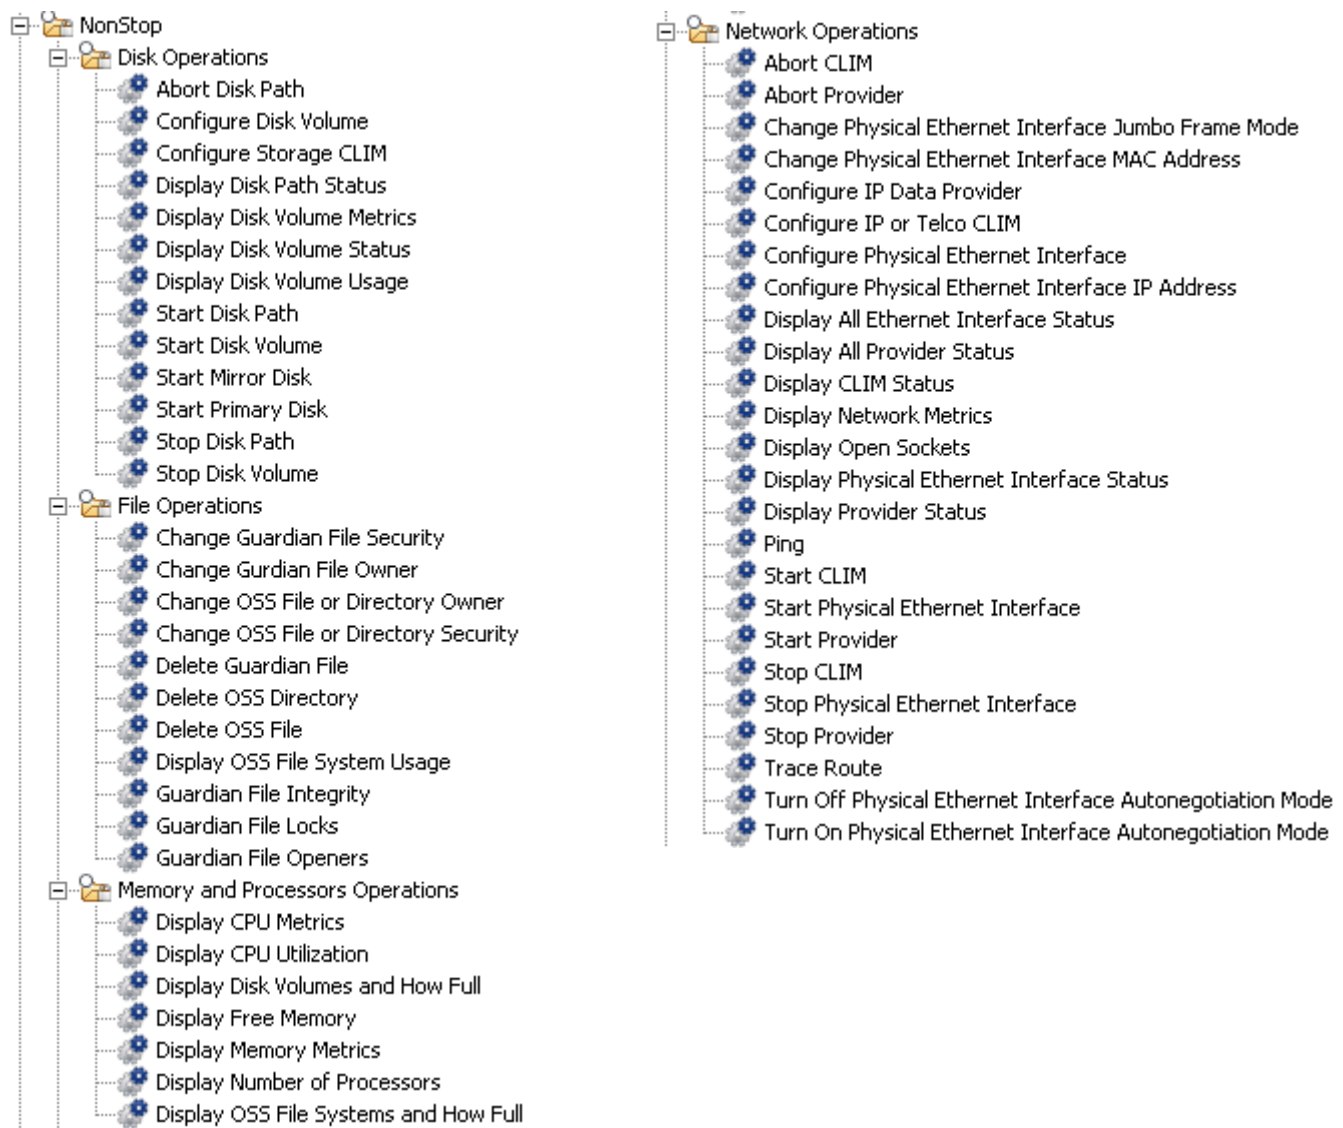 NonStop
Disk Operations
Abort Disk Path
Configure Disk Volume
Configure Storage CLIM
Display Disk Path Status
Display Disk Volume Metrics
Display Disk Volume Status
Display Disk Volume Usage
Start Disk Path
Start Disk Volume
Start Mirror Disk
Start Primary Disk
Stop Disk Path
Stop Disk Volume
File Operations
Change Guardian File Security
Change Gurdian File Owner
Change OSS File or Directory Owner
Change OSS File or Directory Security
Delete Guardian File
Delete OSS Directory
Delete OSS File
Display OSS File System Usage
Guardian File Integrity
Guardian File Locks
Guardian File Openers
Memory and Processors Operations
Display CPU Metrics
Display CPU Utilization
Display Disk Volumes and How Full
Display Free Memory
Display Memory Metrics
Display Number of Processors
Display OSS File Systems and How Full
Network Operations
Abort CLIM
Abort Provider
Change Physical Ethernet Interface Jumbo Frame Mode
Change Physical Ethernet Interface MAC Address
Configure IP Data Provider
Configure IP or Telco CLIM
Configure Physical Ethernet Interface
Configure Physical Ethernet Interface IP Address
Display All Ethernet Interface Status
Display All Provider Status
Display CLIM Status
Display Network Metrics
Display Open Sockets
Display Physical Ethernet Interface Status
Display Provider Status
Ping
Start CLIM
Start Physical Ethernet Interface
Start Provider
Stop CLIM
Stop Physical Ethernet Interface
Stop Provider
Trace Route
Turn Off Physical Ethernet Interface Autonegotiation Mode
Turn On Physical Ethernet Interface Autonegotiation Mode